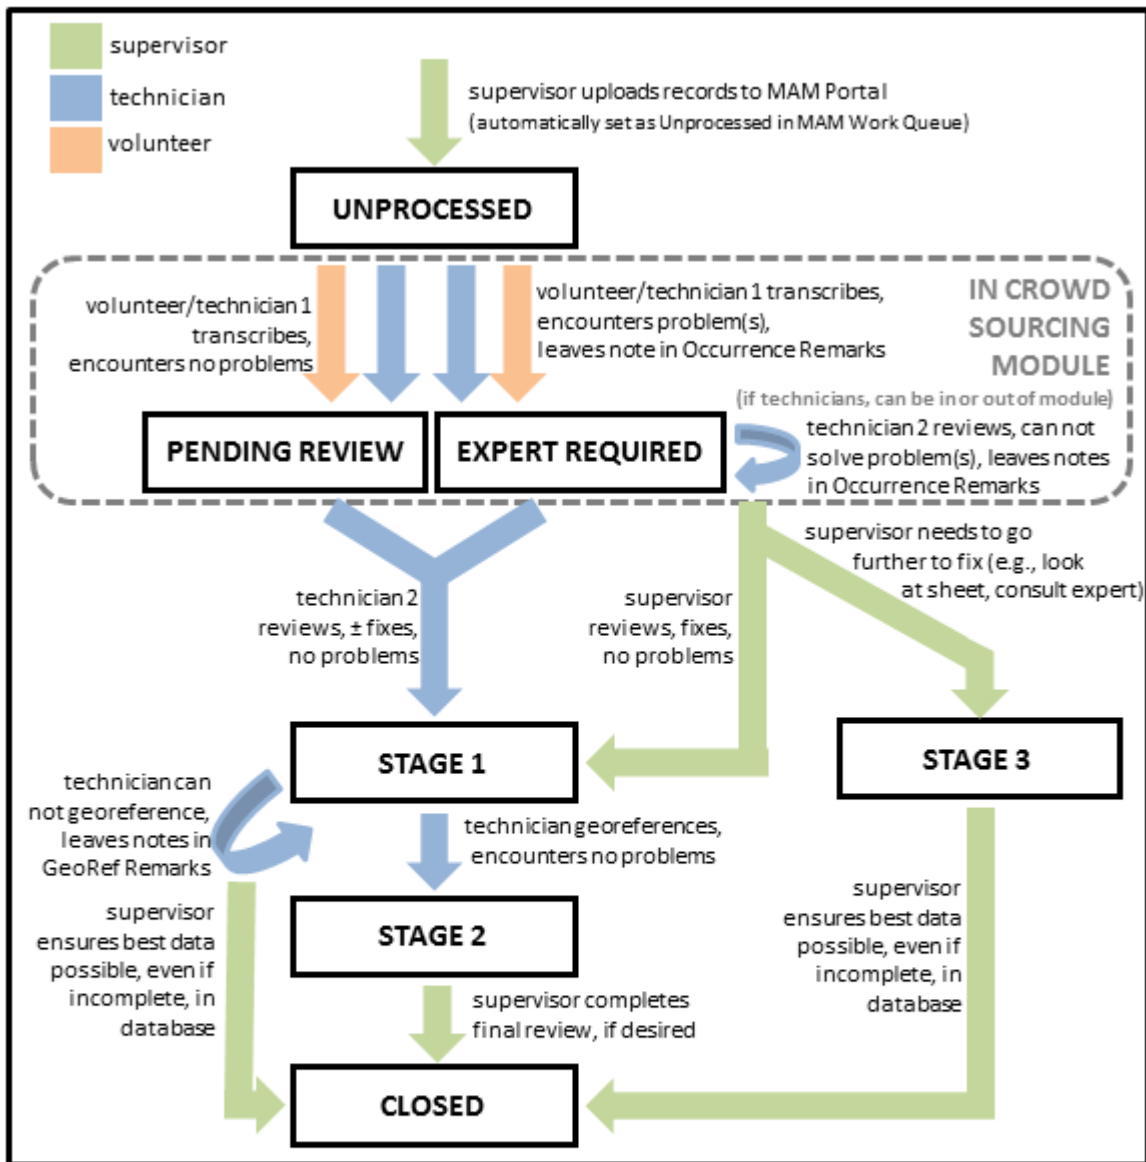 supervisor
technician
volunteer
supervisor uploads records to MAM Portal
(automatically set as Unprocessed in MAM Work Queue)
UNPROCESSED
volunteer/technician 1
transcribes,
encounters no problems
volunteer/technician 1 transcribes,
encounters problem(s),
leaves note in Occurrence Remarks
IN CROWD
SOURCING
MODULE
(if technicians, can be in or out of module)
PENDING REVIEW
EXPERT REQUIRED
technician 2 reviews, can not
solve problem(s), leaves notes
in Occurrence Remarks
technician 2
reviews, ± fixes,
no problems
supervisor
reviews, fixes,
no problems
supervisor needs to go
further to fix (e.g., look
at sheet, consult expert)
STAGE 1
STAGE 3
technician can
not georeference,
leaves notes in
GeoRef Remarks
technician georeferences,
encounters no problems
supervisor
ensures best data
possible, even if
incomplete, in
database
STAGE 2
supervisor
ensures best data
possible, even if
incomplete, in
database
supervisor completes
final review, if desired
CLOSED